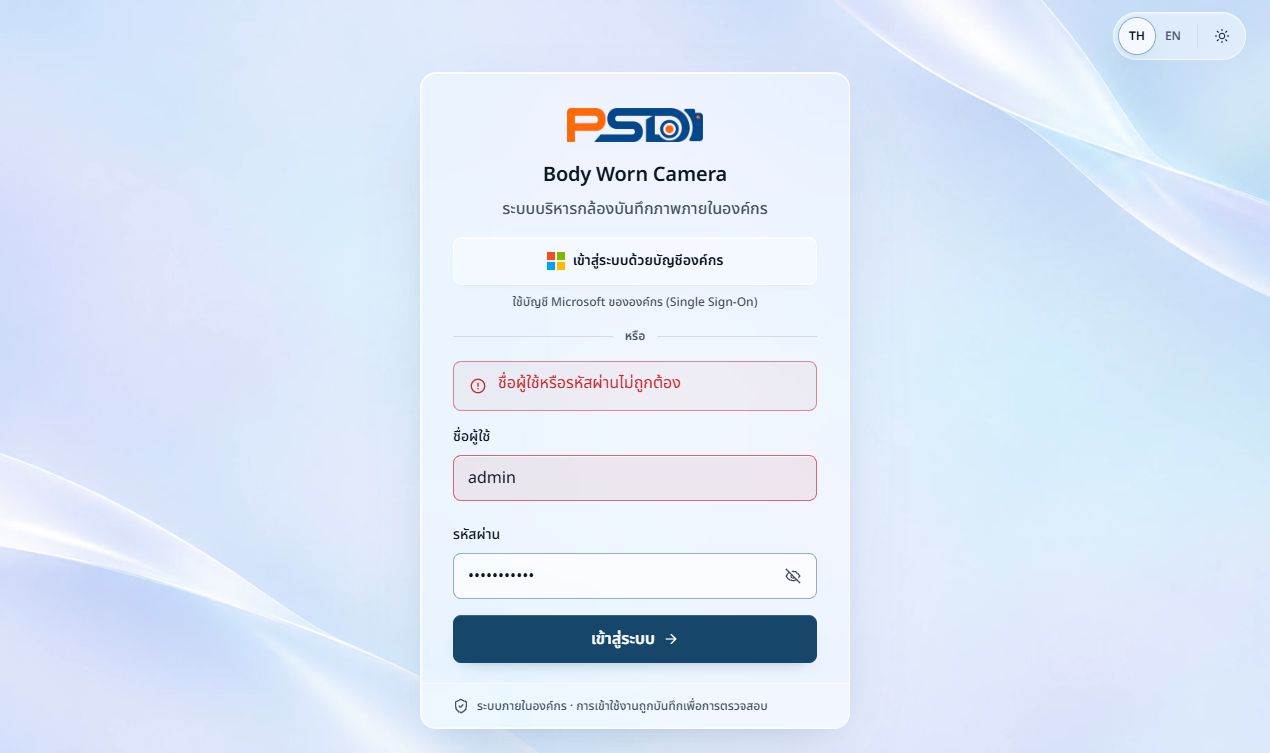 TH EN
PSD
Body Worn Camera
ระบบบริหารกล้องบันทึกภาพภายในองค์กร
เข้าสู่ระบบด้วยบัญชีองค์กร
ใช้บัญชี Microsoft ขององค์กร (Single Sign-On)
หรือ
ชื่อผู้ใช้หรือรหัสผ่านไม่ถูกต้อง
ชื่อผู้ใช้
admin
รหัสผ่าน
•••••••••••
เข้าสู่ระบบ →
ระบบภายในองค์กร · การเข้าใช้งานถูกบันทึกเพื่อการตรวจสอบ